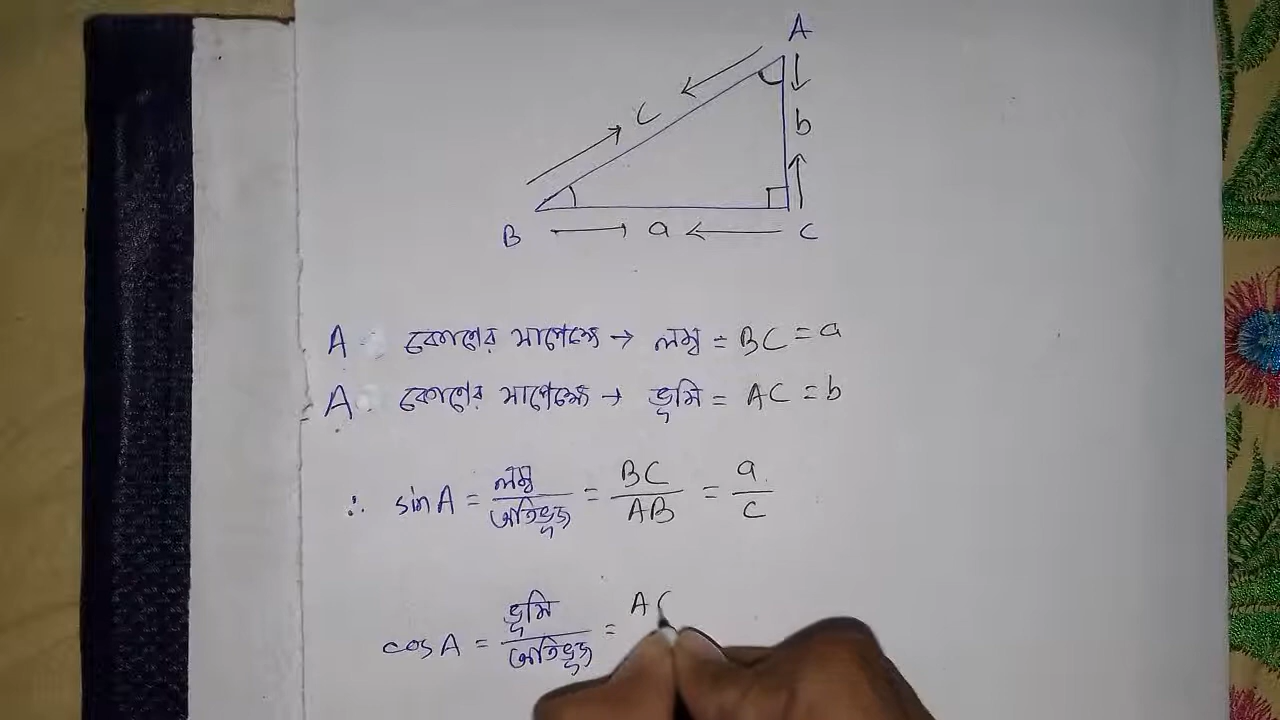 A
c
b
B a C
A কোণের সাপেক্ষে → লম্ব = BC = a
A কোণের সাপেক্ষে → ভূমি = AC = b
∴ sin A = লম্ব/অতিভূজ = BC/AB = a/c
cos A = ভূমি/অতিভূজ = AC